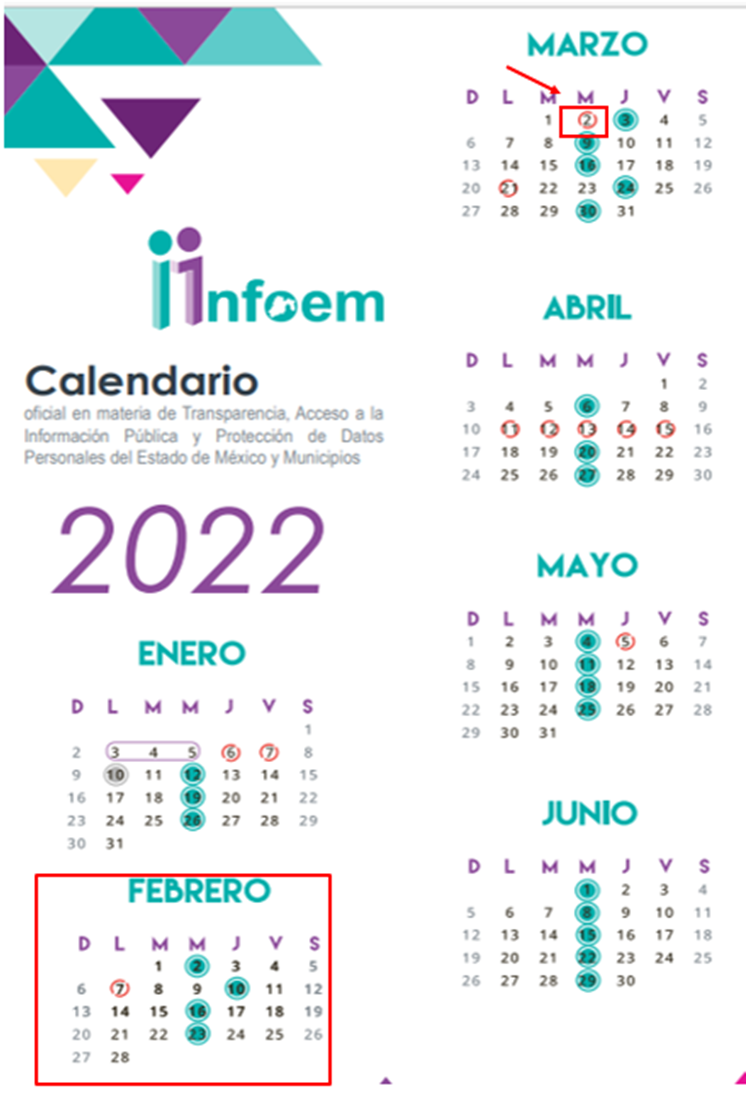 infoem
Calendario
oficial en materia de Transparencia, Acceso a la
Información Pública y Protección de Datos
Personales del Estado de México y Municipios
2022
ENERO
D L M M J V S
1
2 3 4 5 6 7 8
9 10 11 12 13 14 15
16 17 18 19 20 21 22
23 24 25 26 27 28 29
30 31
FEBRERO
D L M M J V S
1 2 3 4 5
6 7 8 9 10 11 12
13 14 15 16 17 18 19
20 21 22 23 24 25 26
27 28
MARZO
D L M M J V S
1 2 3 4 5
6 7 8 9 10 11 12
13 14 15 16 17 18 19
20 21 22 23 24 25 26
27 28 29 30 31
ABRIL
D L M M J V S
1 2
3 4 5 6 7 8 9
10 11 12 13 14 15 16
17 18 19 20 21 22 23
24 25 26 27 28 29 30
MAYO
D L M M J V S
1 2 3 4 5 6 7
8 9 10 11 12 13 14
15 16 17 18 19 20 21
22 23 24 25 26 27 28
29 30 31
JUNIO
D L M M J V S
1 2 3 4
5 6 7 8 9 10 11
12 13 14 15 16 17 18
19 20 21 22 23 24 25
26 27 28 29 30